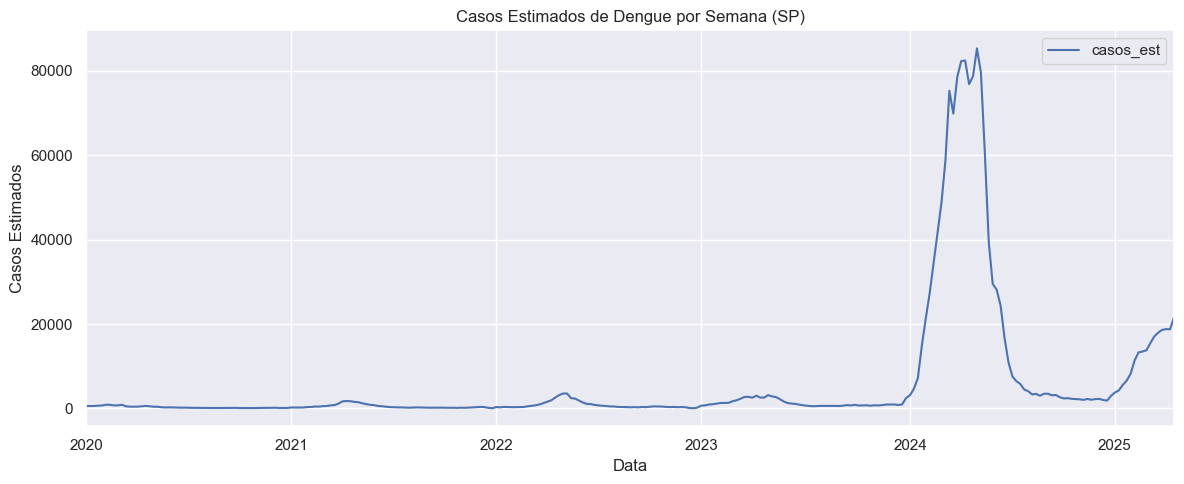 Casos Estimados de Dengue por Semana (SP)
casos_est
80000
60000
40000
20000
0
Casos Estimados
2020 2021 2022 2023 2024 2025
Data